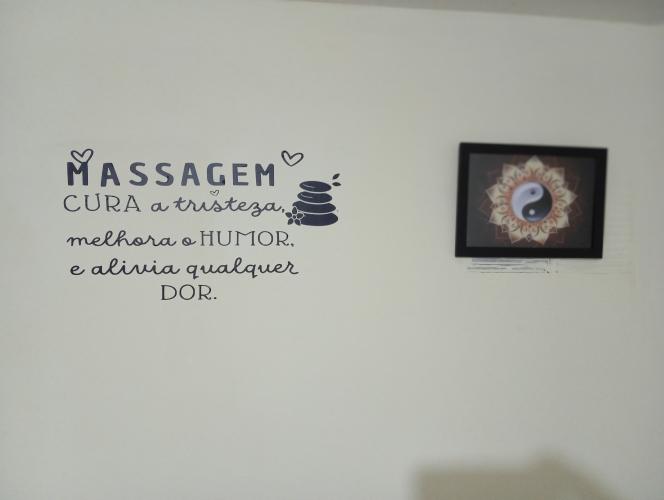 MASSAGEM
CURA a tristeza,
melhora o HUMOR,
e alivia qualquer
DOR.